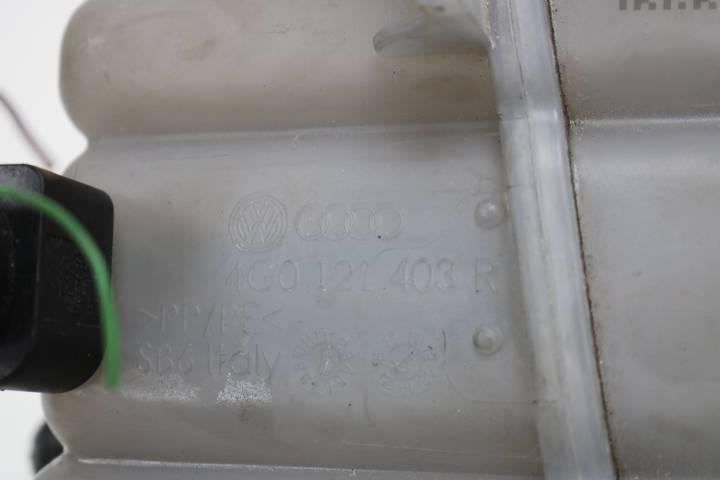 4G0 121 403 R
>PP/PE<
SB6 Italy